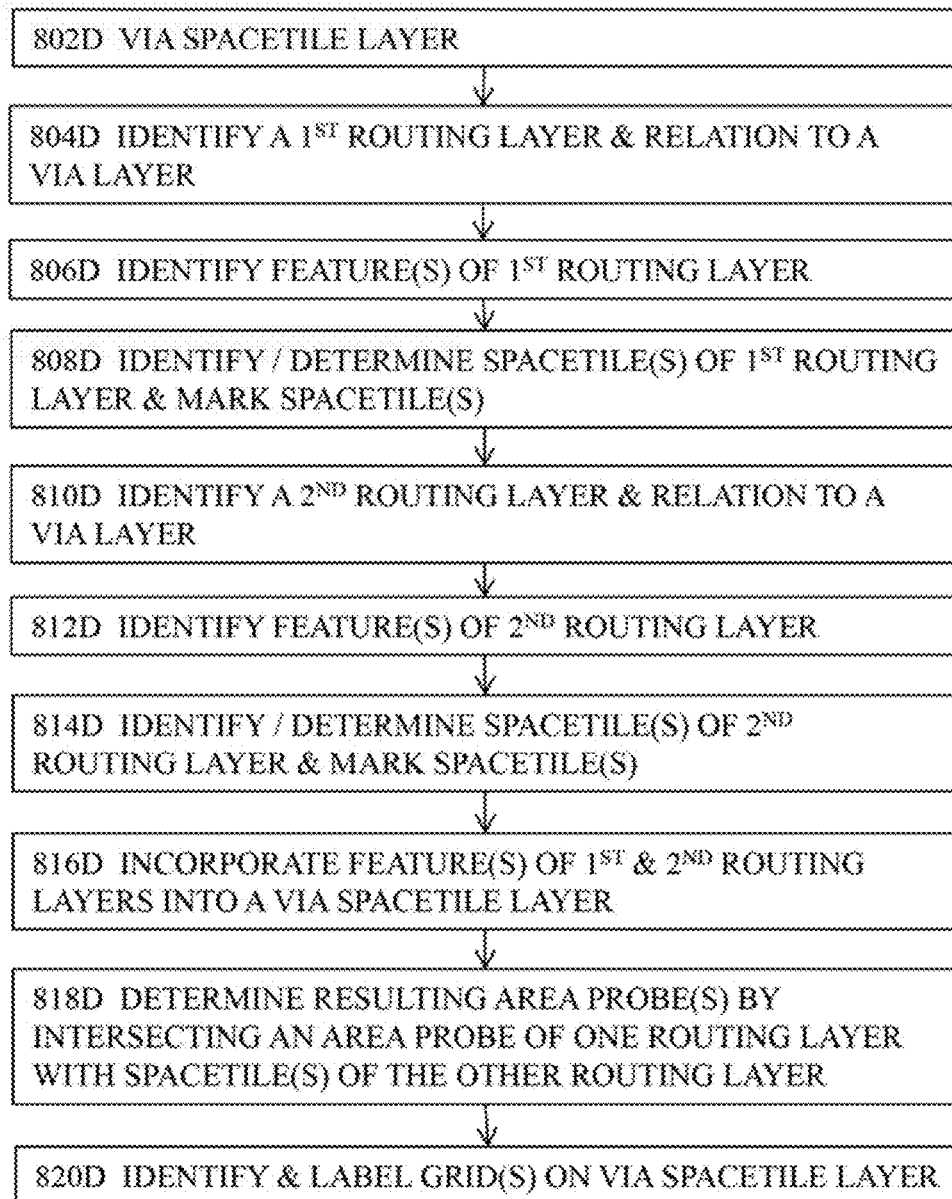 802D VIA SPACETILE LAYER
804D IDENTIFY A 1ST ROUTING LAYER & RELATION TO A
VIA LAYER
806D IDENTIFY FEATURE(S) OF 1ST ROUTING LAYER
808D IDENTIFY / DETERMINE SPACETILE(S) OF 1ST ROUTING
LAYER & MARK SPACETILE(S)
810D IDENTIFY A 2ND ROUTING LAYER & RELATION TO A
VIA LAYER
812D IDENTIFY FEATURE(S) OF 2ND ROUTING LAYER
814D IDENTIFY / DETERMINE SPACETILE(S) OF 2ND
ROUTING LAYER & MARK SPACETILE(S)
816D INCORPORATE FEATURE(S) OF 1ST & 2ND ROUTING
LAYERS INTO A VIA SPACETILE LAYER
818D DETERMINE RESULTING AREA PROBE(S) BY
INTERSECTING AN AREA PROBE OF ONE ROUTING LAYER
WITH SPACETILE(S) OF THE OTHER ROUTING LAYER
820D IDENTIFY & LABEL GRID(S) ON VIA SPACETILE LAYER